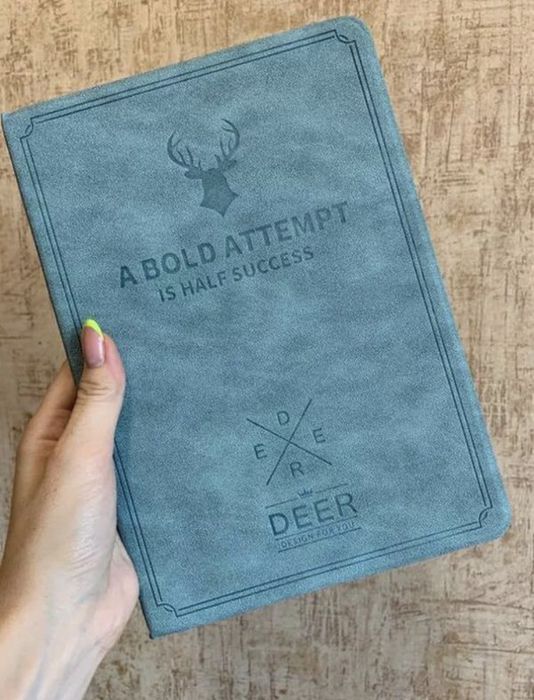 A BOLD ATTEMPT
IS HALF SUCCESS
D
E E
R
DEER
DESIGN FOR YOU